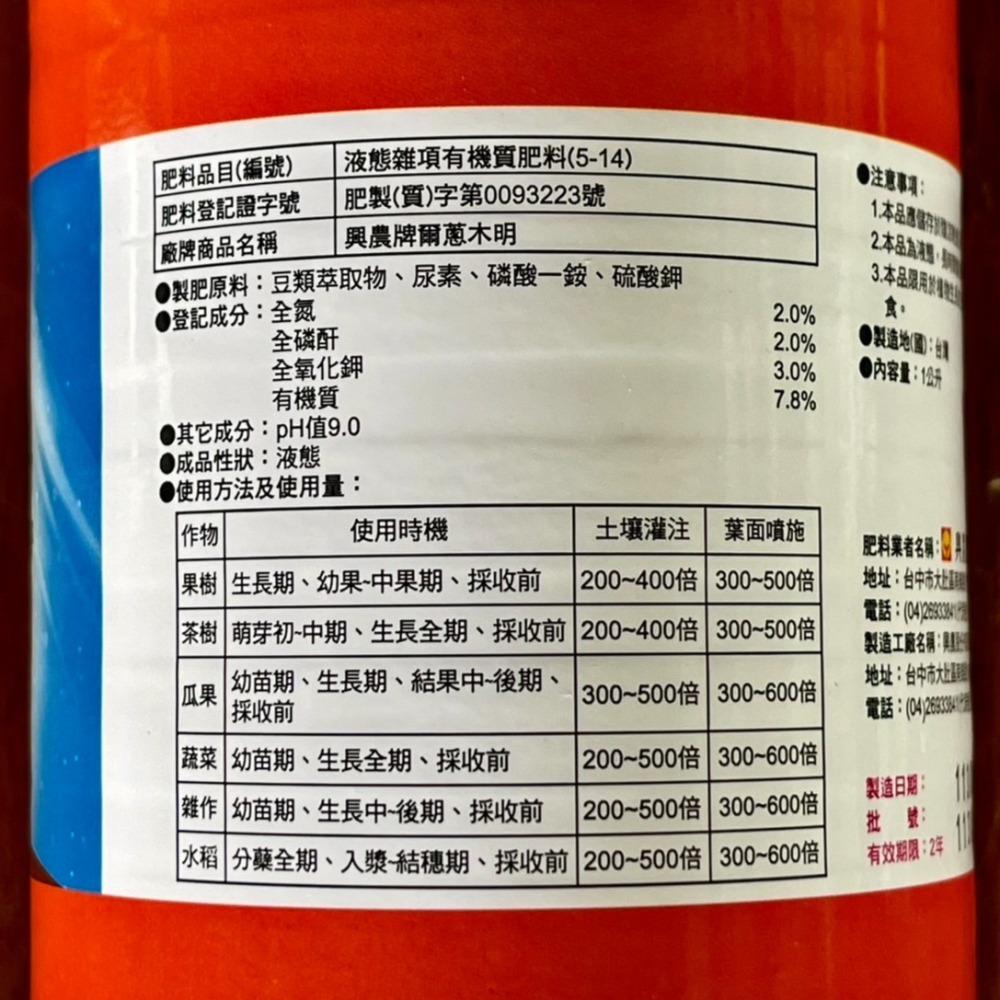 肥料品目(編號) 液態雜項有機質肥料(5-14)
肥料登記證字號 肥製(質)字第0093223號
廠牌商品名稱 興農牌爾蔥木明
●製肥原料：豆類萃取物、尿素、磷酸一銨、硫酸鉀
●登記成分：全氮 2.0%
全磷酐 2.0%
全氧化鉀 3.0%
有機質 7.8%
●其它成分：pH值9.0
●成品性狀：液態
●使用方法及使用量：
作物 使用時機 土壤灌注 葉面噴施
果樹 生長期、幼果~中果期、採收前 200~400倍 300~500倍
茶樹 萌芽初~中期、生長全期、採收前 200~400倍 300~500倍
瓜果 幼苗期、生長期、結果中~後期、 300~500倍 300~600倍
採收前
蔬菜 幼苗期、生長全期、採收前 200~500倍 300~600倍
雜作 幼苗期、生長中~後期、採收前 200~500倍 300~600倍
水稻 分蘗全期、入漿~結穗期、採收前 200~500倍 300~600倍
●注意事項：
1.本品應儲存於
2.本品為液態，
3.本品限用於植物
食。
●製造地(國)：台灣
●內容量：1公升
肥料業者名稱：
地址：台中市大肚區
電話：(04)26933841
製造工廠名稱：
地址：台中市大肚區
電話：(04)26933841
製造日期：
批 號：
有效期限：2年